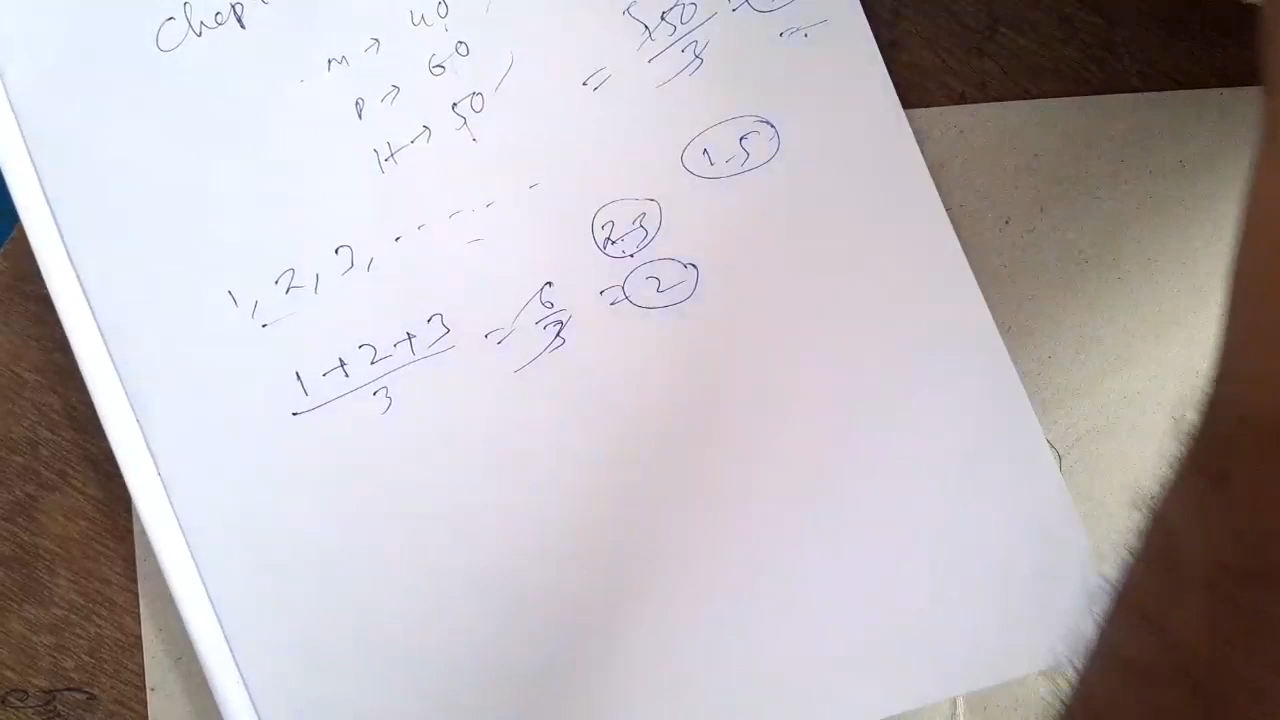 Chep
M → 40
P → 60
H → 50
= 150/3 =
1-5
1, 2, 3, ------
2.3
1+2+3/3 = 6/3 = 2